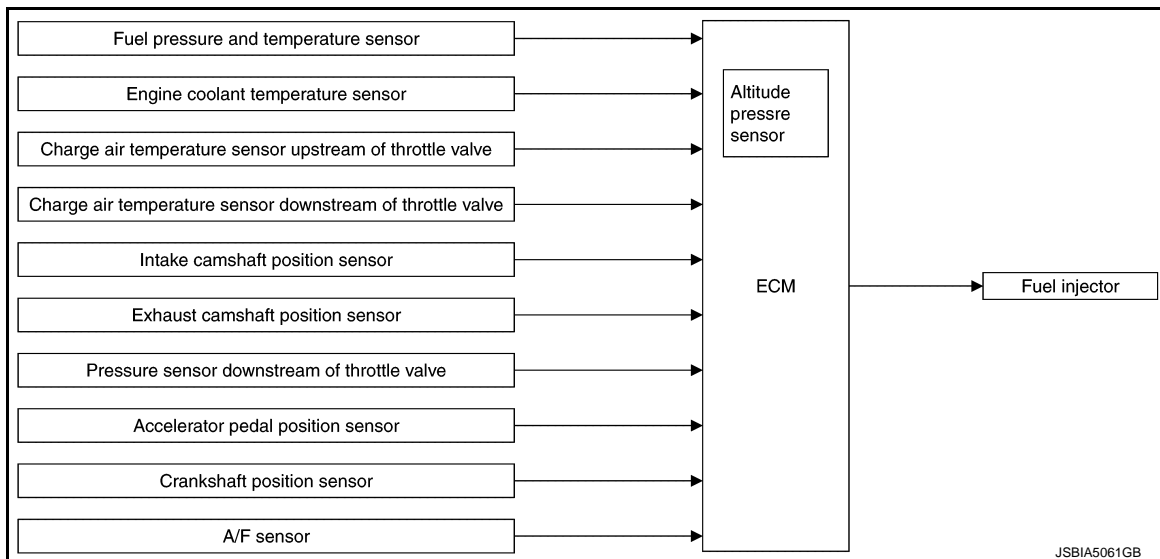 Fuel pressure and temperature sensor
Engine coolant temperature sensor
Charge air temperature sensor upstream of throttle valve
Charge air temperature sensor downstream of throttle valve
Intake camshaft position sensor
Exhaust camshaft position sensor
Pressure sensor downstream of throttle valve
Accelerator pedal position sensor
Crankshaft position sensor
A/F sensor
Altitude
pressre
sensor
ECM
Fuel injector
JSBIA5061GB